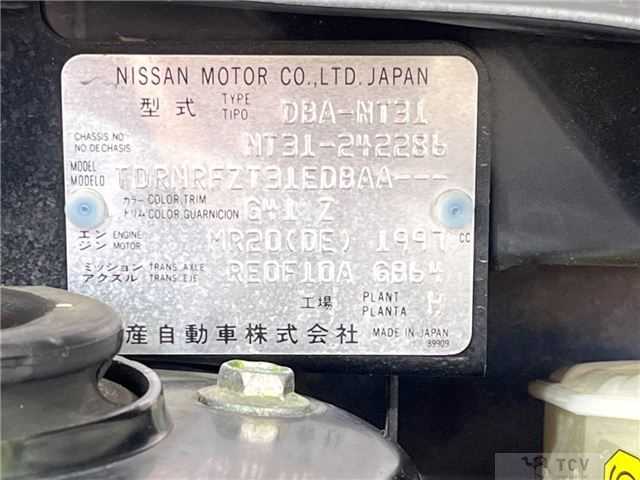 NISSAN MOTOR CO.,LTD. JAPAN
型式 TYPE TIPO DBA-NT31
CHASSIS NO NO.DECHASIS NT31-242286
MODEL MODELO TDRNRFZT31EDBAA---
カラー COLOR,TRIM
トリム COLOR,GUARNICION G41 Z
エンジン ENGINE MOTOR MR20(DE) 1997 CC
ミッション TRANS.AXLE
アクスル TRANS.EJE RE0F10A GB64
工場 PLANT PLANTA H
産自動車株式会社 MADE IN JAPAN
89909
TCV